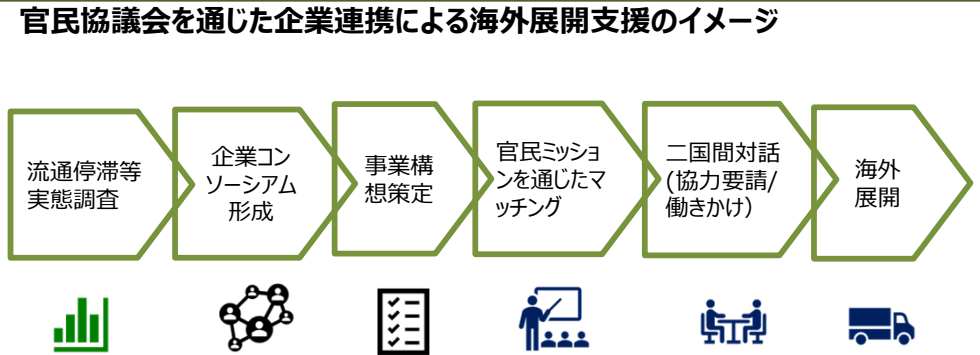 官民協議会を通じた企業連携による海外展開支援のイメージ
流通停滞等
実態調査
企業コン
ソーシアム
形成
事業構
想策定
官民ミッショ
ンを通じたマ
ッチング
二国間対話
(協力要請/
働きかけ)
海外
展開